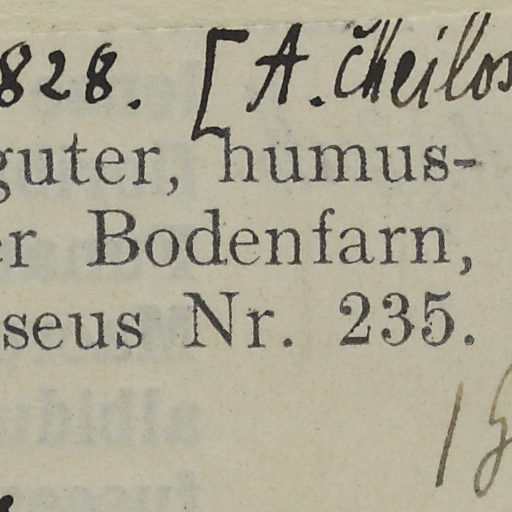 828. [A. Cheilos
guter, humus-
er Bodenfarn,
seus Nr. 235.